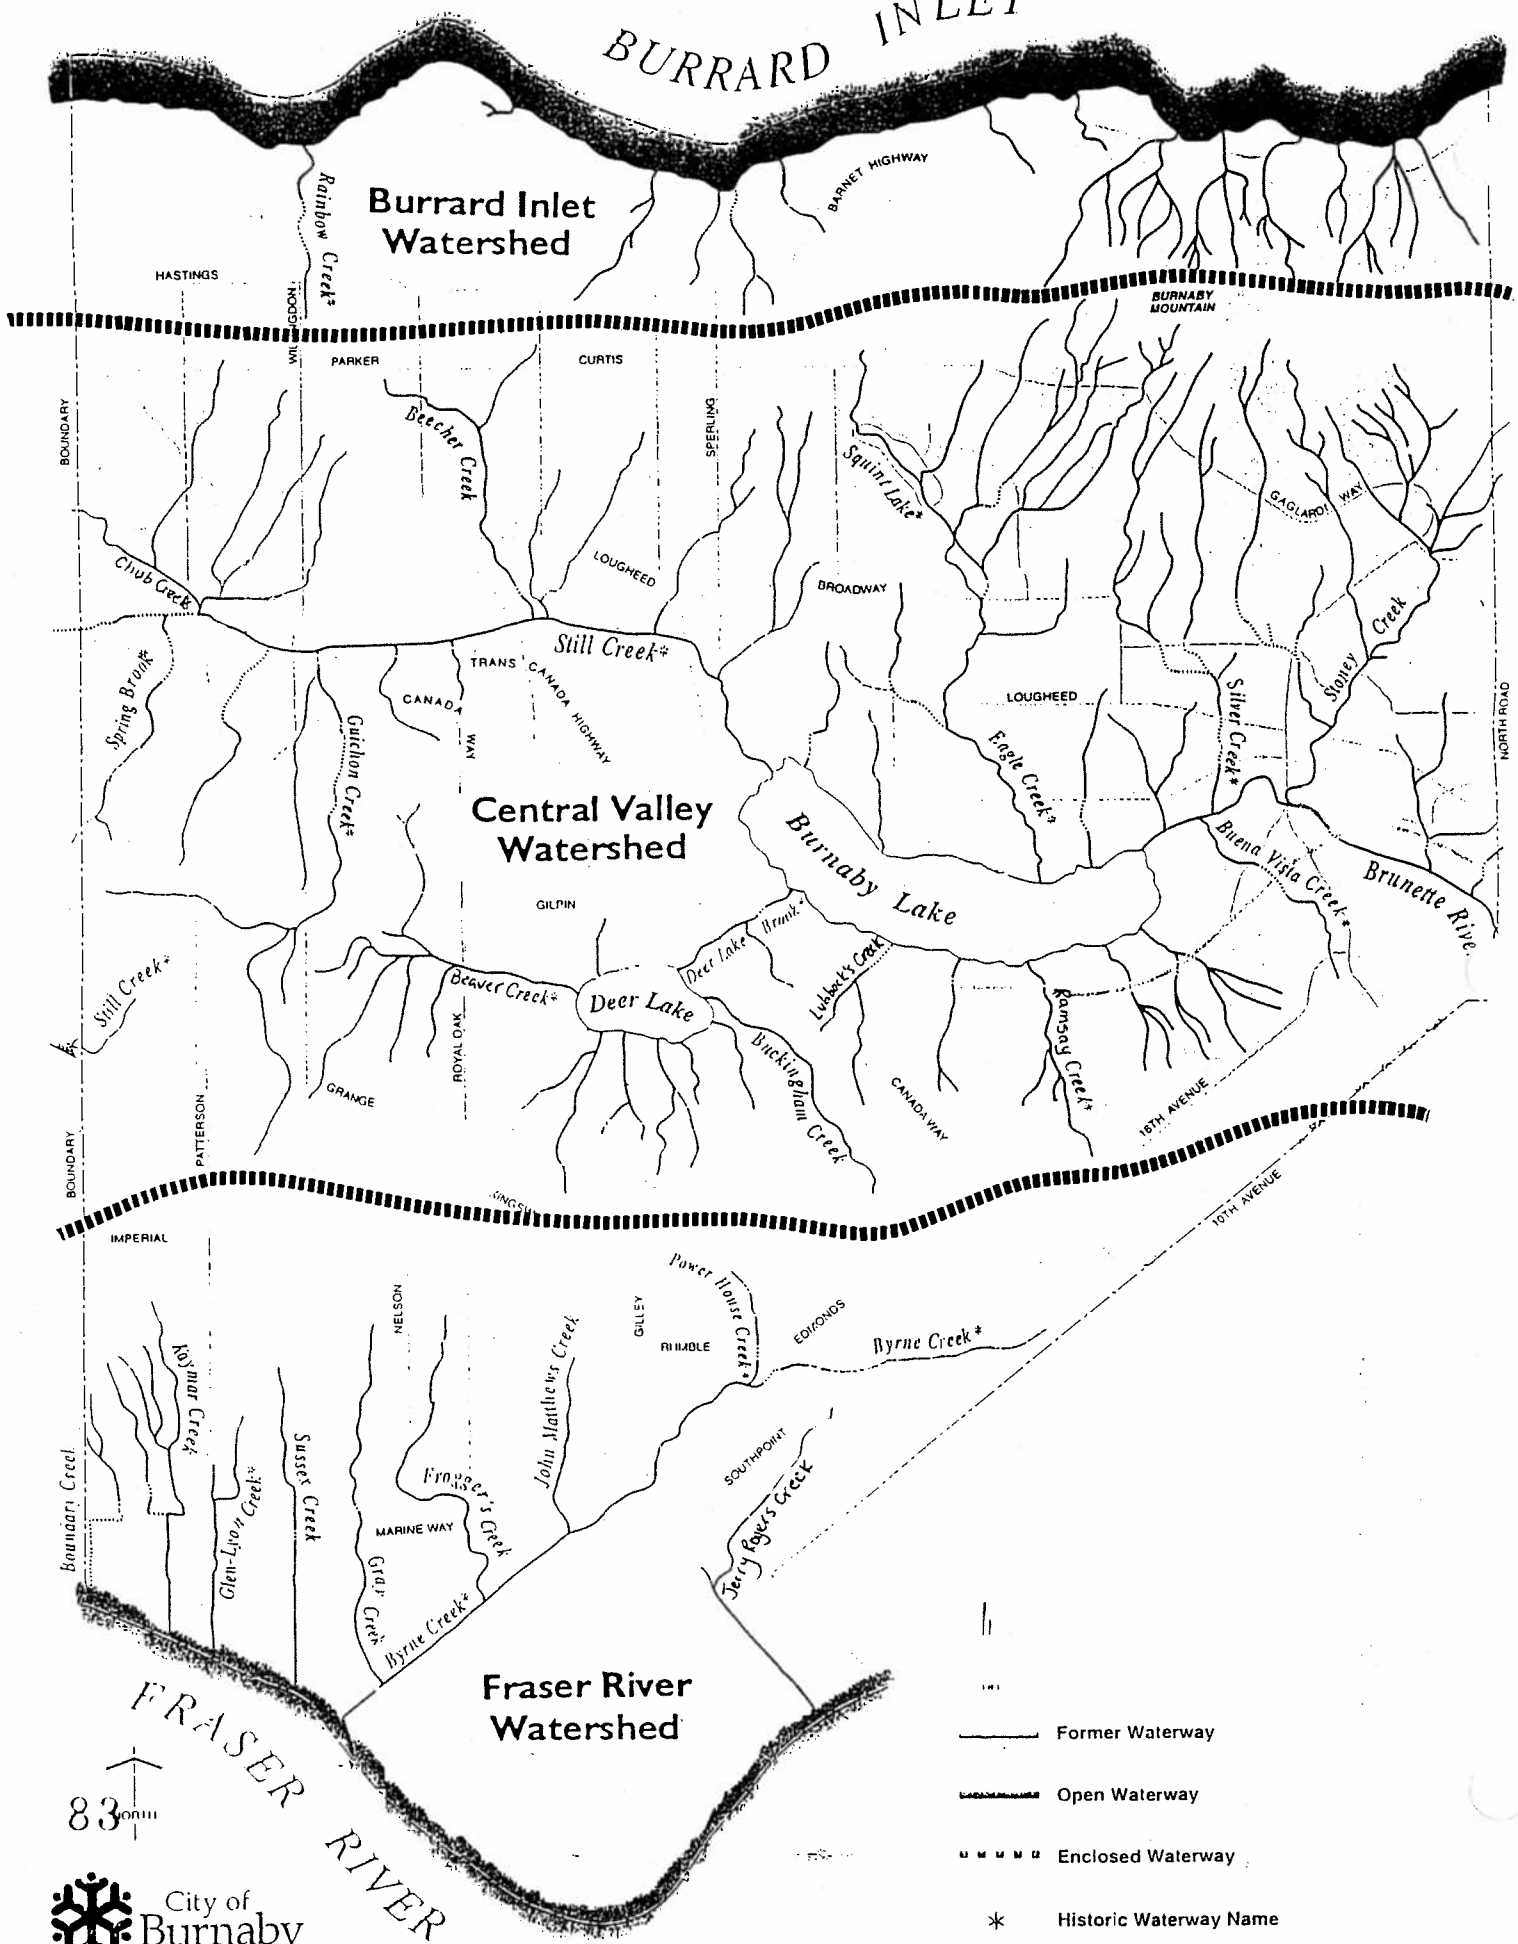 BURRARD INLET
BARNET HIGHWAY
Rainbow Creek*
Burrard Inlet
Watershed
HASTINGS
BURNABY
MOUNTAIN
PARKER
CURTIS
BOUNDARY
SPERLING
Beecher Creek
Squint Lake*
GAGLARDI WAY
LOUGHEED
BROADWAY
Chub Creek
Still Creek*
Creek
Stoney
Spring Brook*
TRANS CANADA HIGHWAY
CANADA
WAY
LOUGHEED
Silver Creek*
NORTH ROAD
Guichon Creek*
Eagle Creek*
Central Valley
Watershed
Burnaby Lake
Buena Vista Creek*
Brunette River
GILPIN
Deer Lake Brook*
Lubbock's Creek
Still Creek*
Beaver Creek*
Deer Lake
Ramsay Creek*
ROYAL OAK
Buckingham Creek
GRANGE
CANADA WAY
16TH AVENUE
PATTERSON
BOUNDARY
10TH AVENUE
IMPERIAL
Power House Creek*
NELSON
GILLEY
RUMBLE
EDMONDS
Byrne Creek*
Kaymar Creek
John Matthews Creek
Boundary Creek
Sussex Creek
Glen-Lyon Creek*
Frogger's Creek
SOUTHPOINT
MARINE WAY
Jerry Rogers Creek
Gray Creek
Byrne Creek*
Fraser River
Watershed
FRASER RIVER
Former Waterway
Open Waterway
Enclosed Waterway
* Historic Waterway Name
83
City of
Burnaby